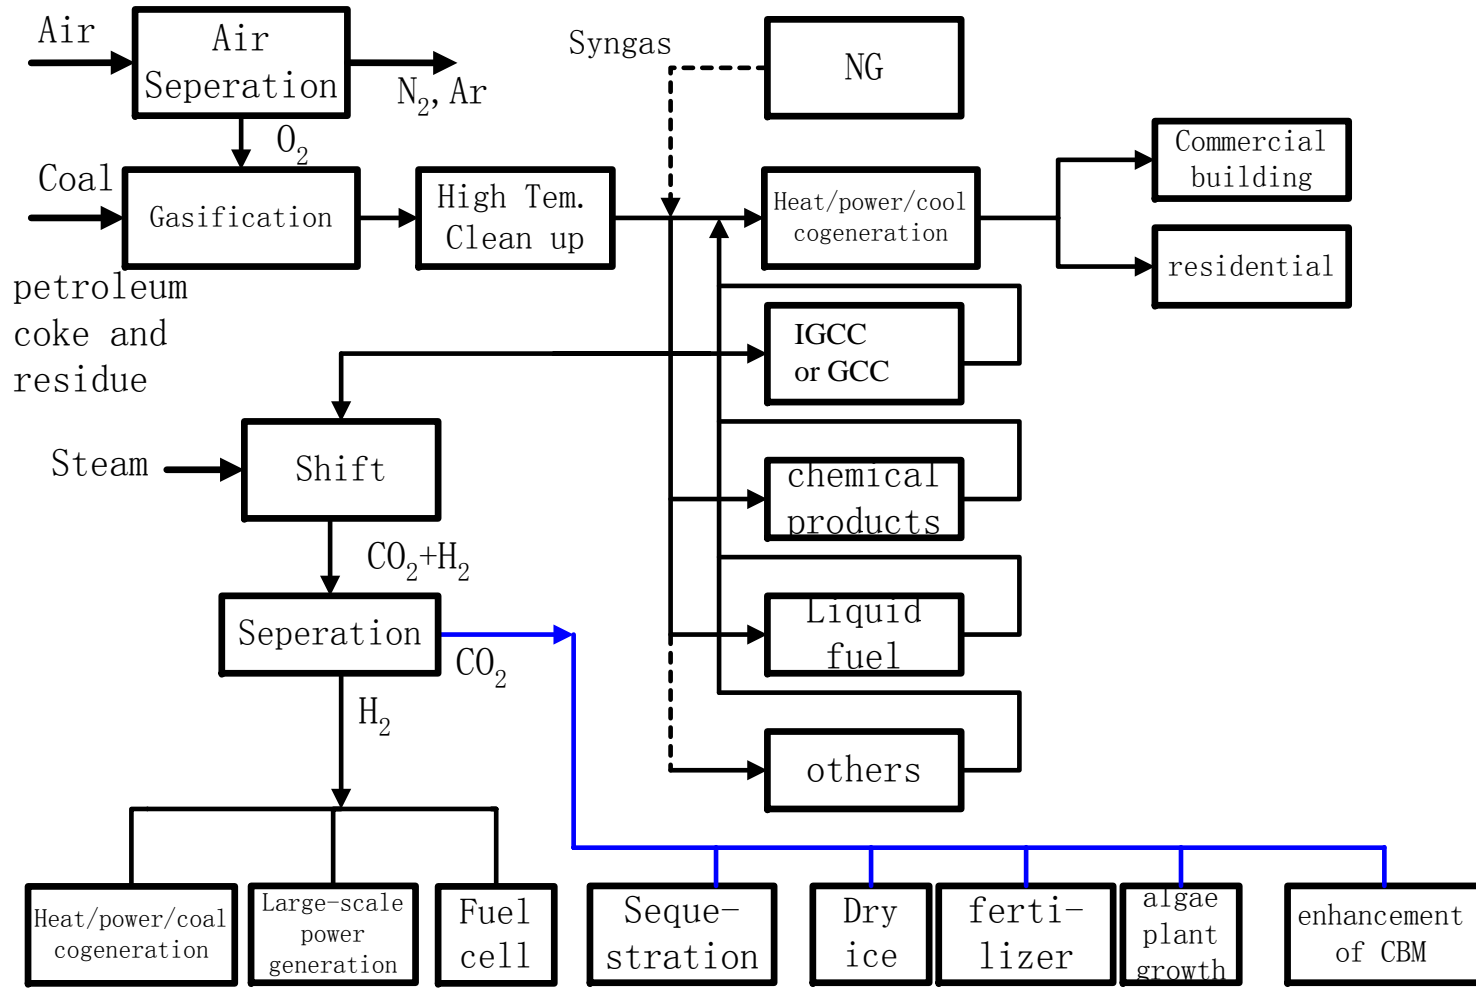 Air
Air
Seperation
N₂, Ar
O₂
Syngas
NG
Coal
Gasification
petroleum
coke and
residue
High Tem.
Clean up
Heat/power/cool
cogeneration
Commercial
building
residential
IGCC
or GCC
Steam
Shift
CO₂+H₂
chemical
products
Seperation
CO₂
H₂
Liquid
fuel
others
Heat/power/coal
cogeneration
Large-scale
power
generation
Fuel
cell
Seque-
stration
Dry
ice
ferti-
lizer
algae
plant
growth
enhancement
of CBM